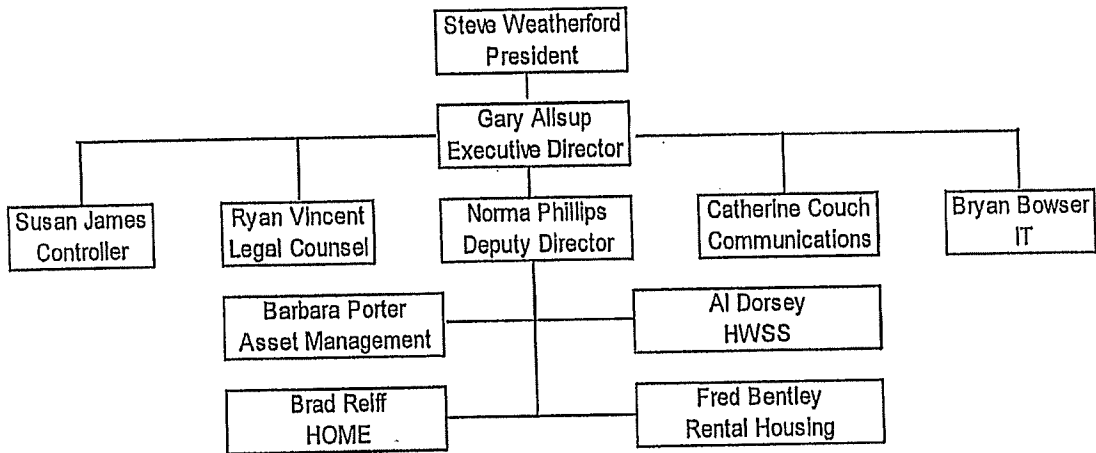 Steve Weatherford
President
Gary Allsup
Executive Director
Susan James
Controller
Ryan Vincent
Legal Counsel
Norma Phillips
Deputy Director
Catherine Couch
Communications
Bryan Bowser
IT
Barbara Porter
Asset Management
Al Dorsey
HWSS
Brad Reiff
HOME
Fred Bentley
Rental Housing